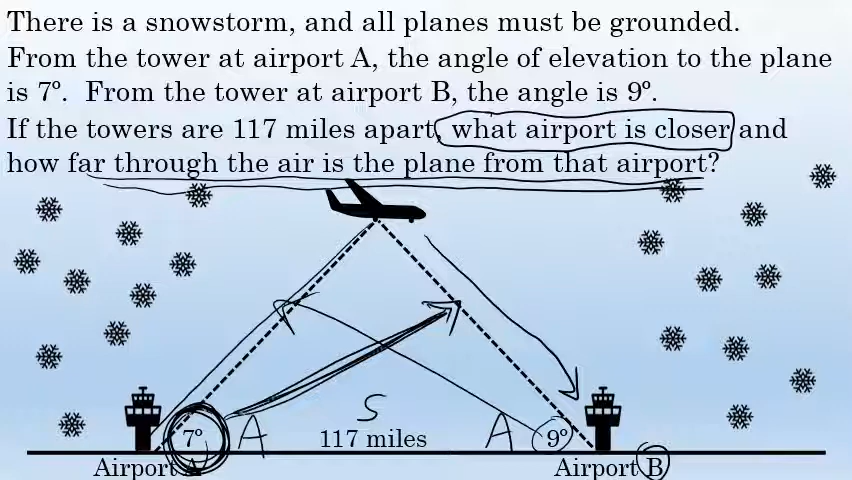 There is a snowstorm, and all planes must be grounded.
From the tower at airport A, the angle of elevation to the plane
is 7º.  From the tower at airport B, the angle is 9º.
If the towers are 117 miles apart, what airport is closer and
how far through the air is the plane from that airport?
S
7º A 117 miles A 9º
Airport A Airport B